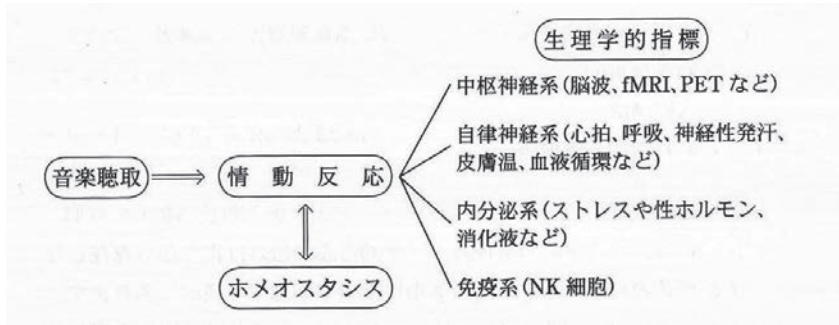 生理学的指標
中枢神経系(脳波、fMRI、PET など)
自律神経系(心拍、呼吸、神経性発汗、
皮膚温、血液循環など)
音楽聴取
情動反応
内分泌系(ストレスや性ホルモン、
消化液など)
ホメオスタシス
免疫系(NK 細胞)